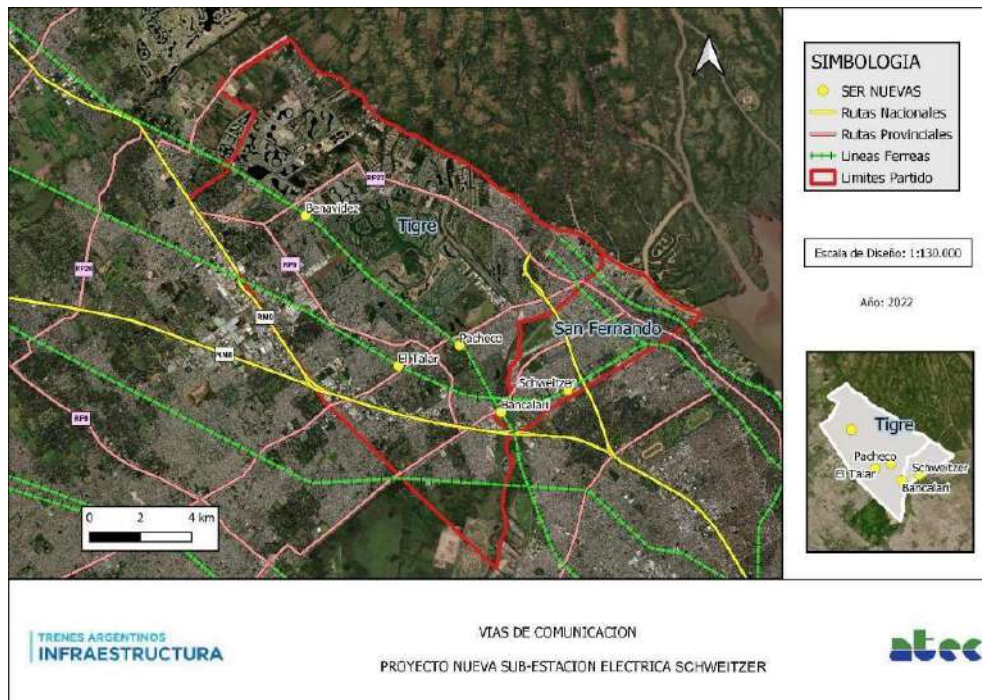 SIMBOLOGIA
SER NUEVAS
Rutas Nacionales
Rutas Provinciales
Lineas Ferreas
Limites Partido
Escala de Diseño: 1:130.000
Año: 2022
RP27
Benavidez
Tigre
RP9
RP26
RN9
San Fernando
Pacheco
RN8
El Talar
Schweitzer
Bancalari
RP8
0 2 4 km
Tigre
Pacheco
El Talar
Schweitzer
Bancalari
TRENES ARGENTINOS
INFRAESTRUCTURA
VIAS DE COMUNICACION
PROYECTO NUEVA SUB-ESTACION ELECTRICA SCHWEITZER
atec